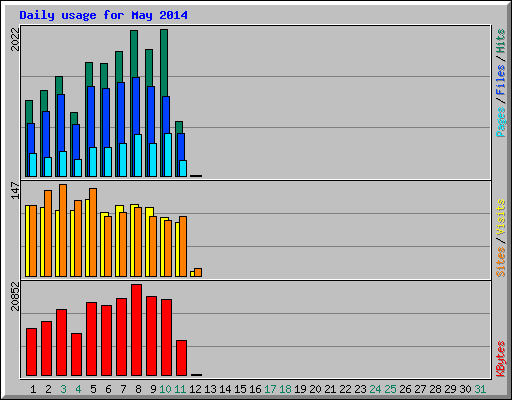 Daily usage for May 2014
2022
Pages / Files / Hits
147
Sites / Visits
20852
KBytes
1 2 3 4 5 6 7 8 9 10 11 12 13 14 15 16 17 18 19 20 21 22 23 24 25 26 27 28 29 30 31